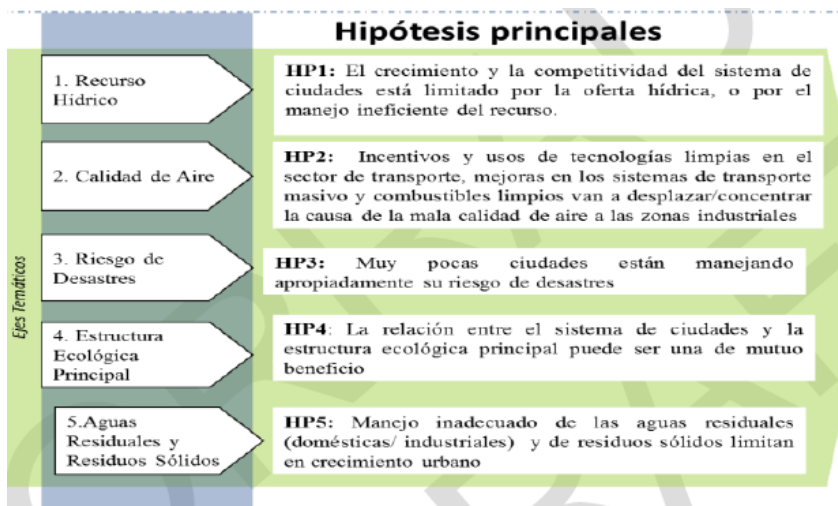 Hipótesis principales
Ejes Temáticos
1. Recurso
Hídrico
HP1: El crecimiento y la competitividad del sistema de
ciudades está limitado por la oferta hídrica, o por el
manejo ineficiente del recurso.
2. Calidad de Aire
HP2: Incentivos y usos de tecnologías limpias en el
sector de transporte, mejoras en los sistemas de transporte
masivo y combustibles limpios van a desplazar/concentrar
la causa de la mala calidad de aire a las zonas industriales
3. Riesgo de
Desastres
HP3: Muy pocas ciudades están manejando
apropiadamente su riesgo de desastres
4. Estructura
Ecológica
Principal
HP4: La relación entre el sistema de ciudades y la
estructura ecológica principal puede ser una de mutuo
beneficio
5.Aguas
Residuales y
Residuos Sólidos
HP5: Manejo inadecuado de las aguas residuales
(domésticas/ industriales) y de residuos sólidos limitan
en crecimiento urbano